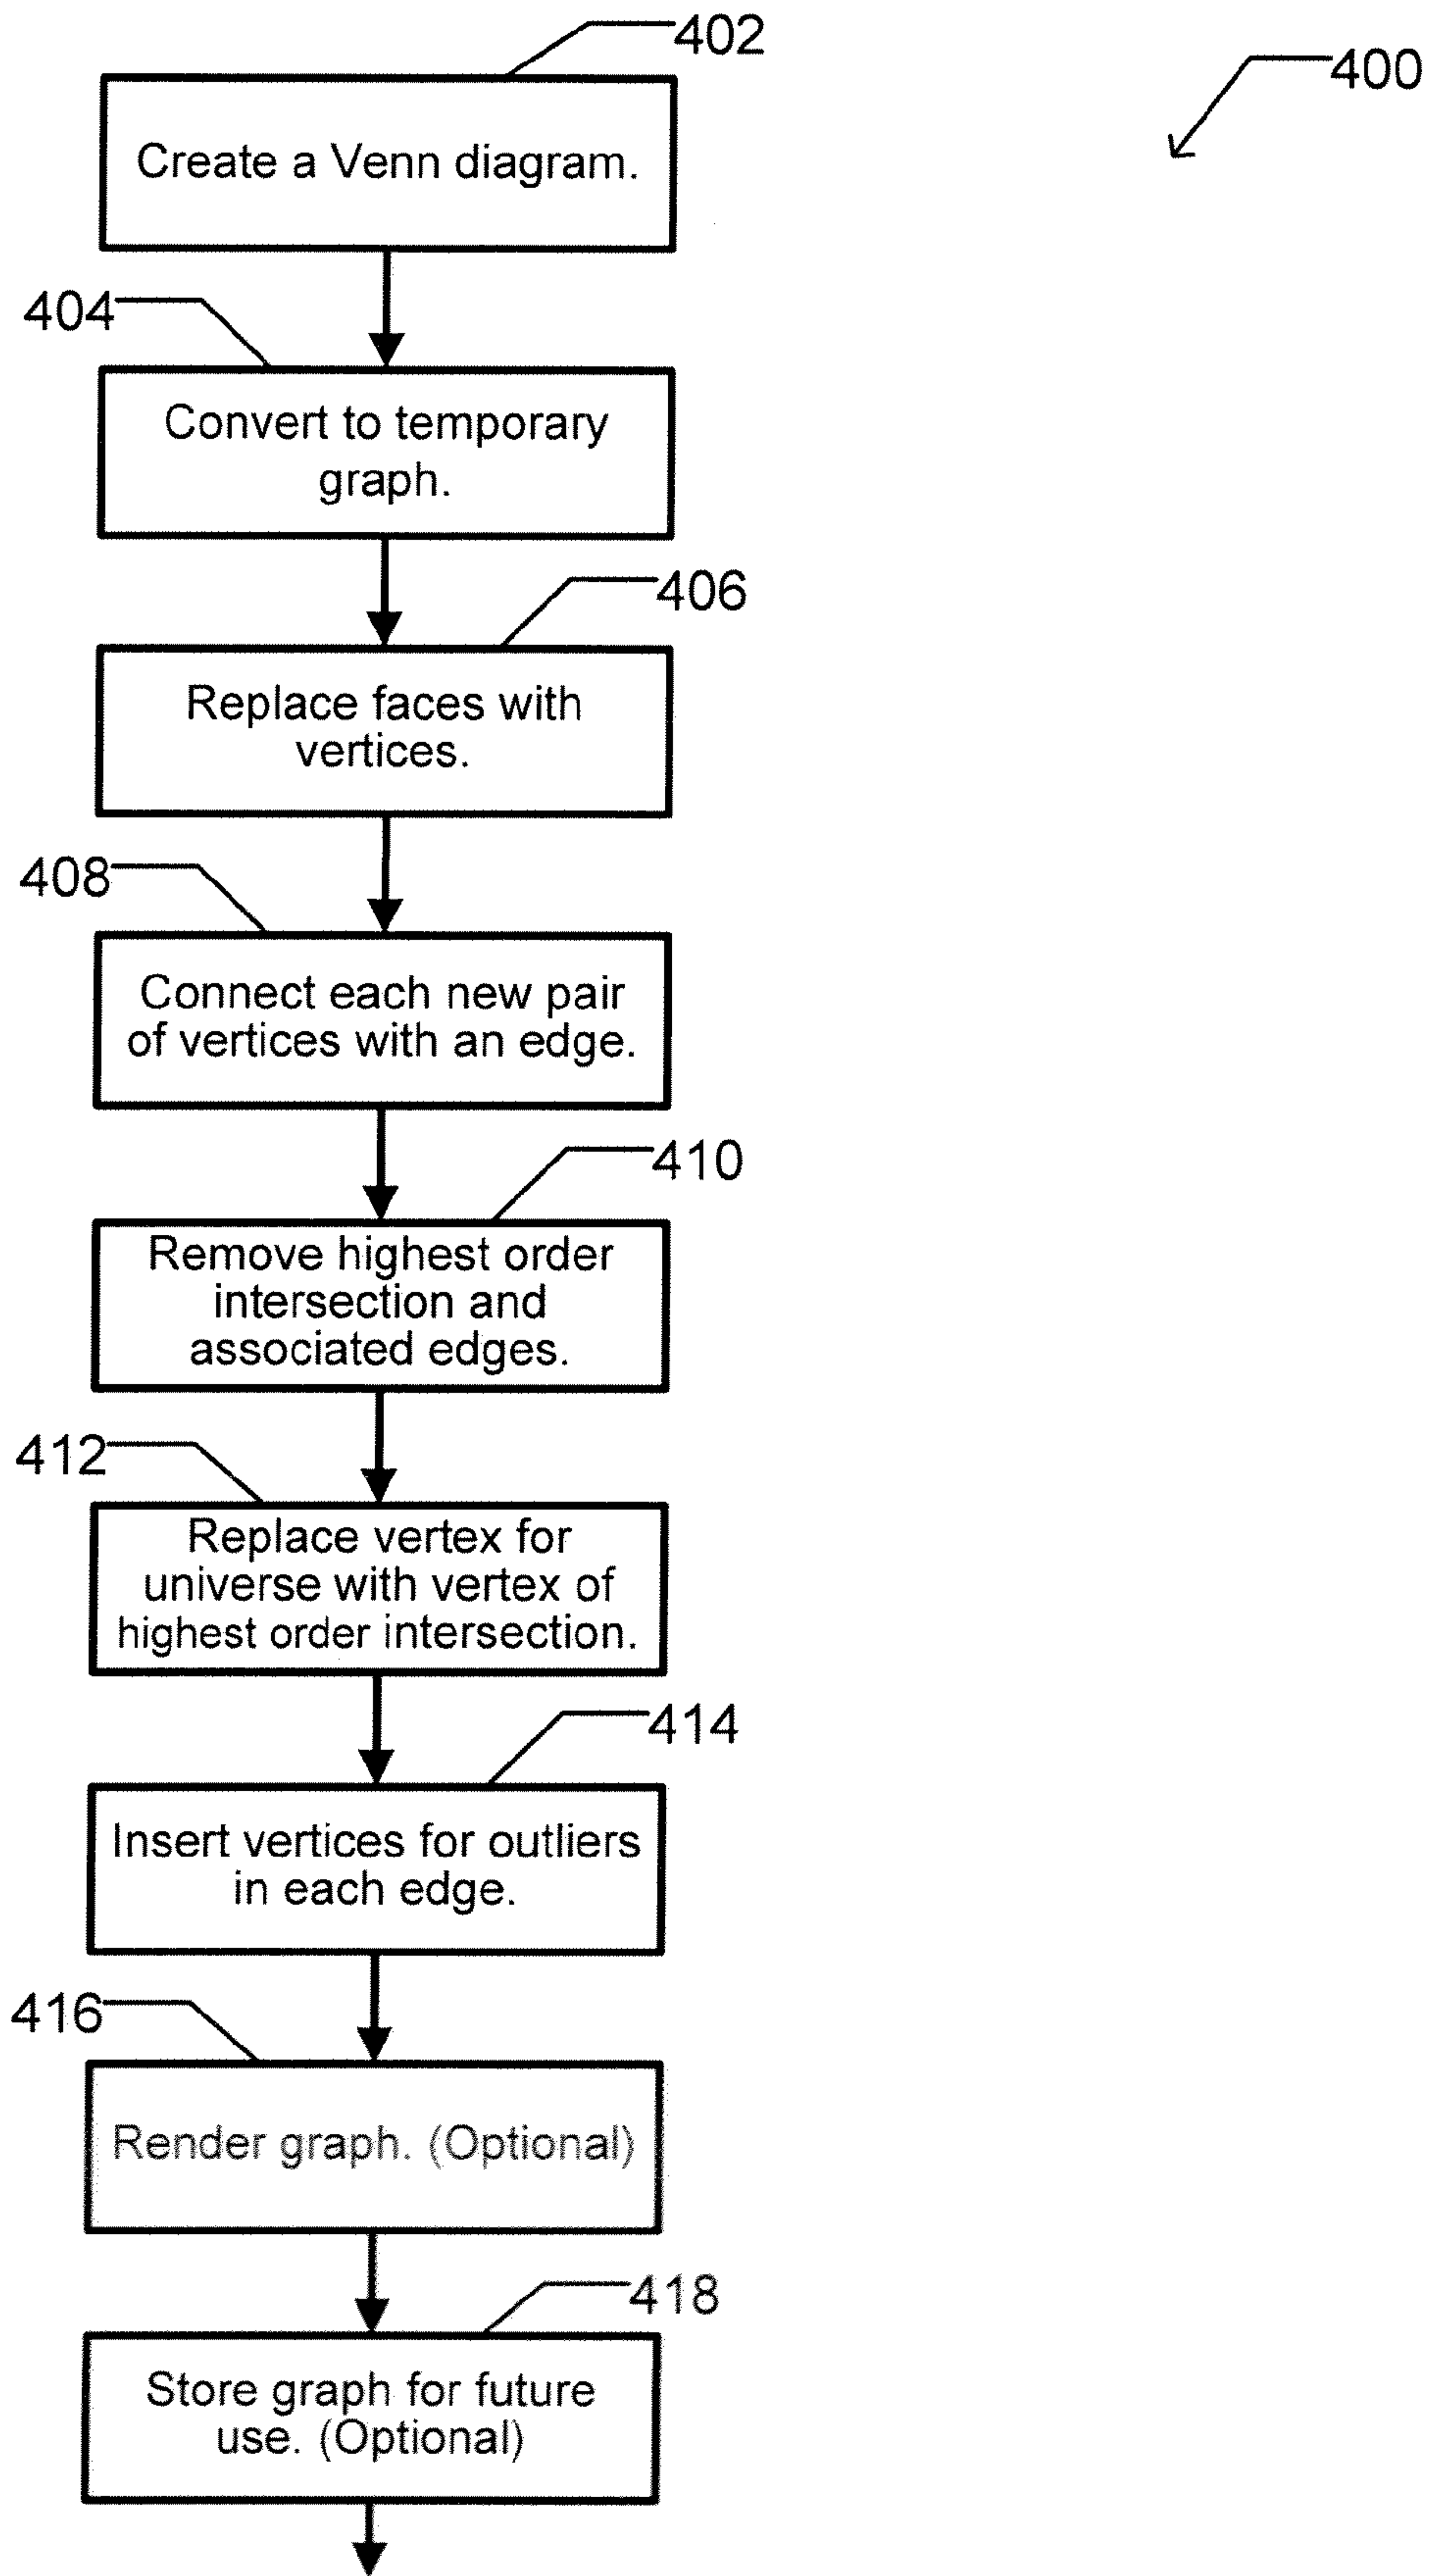 402
400
Create a Venn diagram.
404
Convert to temporary
graph.
406
Replace faces with
vertices.
408
Connect each new pair
of vertices with an edge.
410
Remove highest order
intersection and
associated edges.
412
Replace vertex for
universe with vertex of
highest order intersection.
414
Insert vertices for outliers
in each edge.
416
Render graph. (Optional)
418
Store graph for future
use. (Optional)